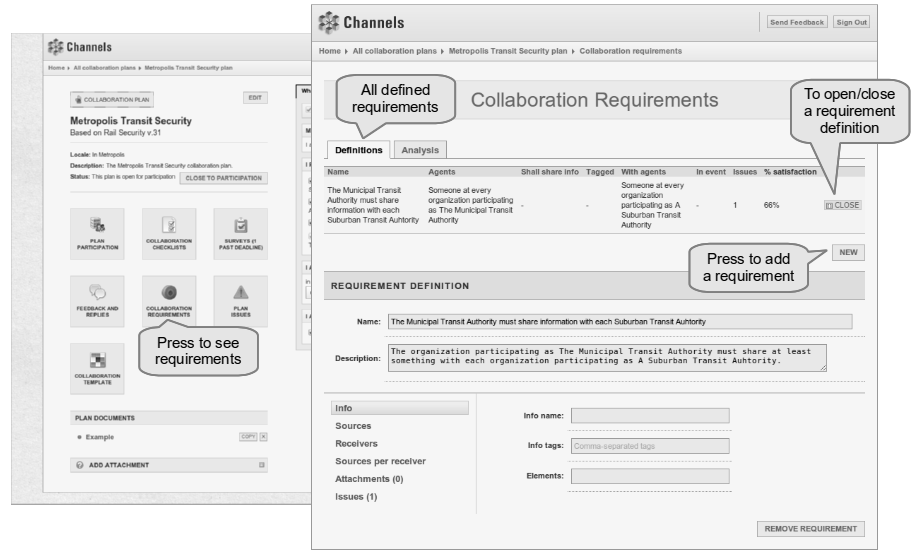 Channels
Home › All collaboration plans › Metropolis Transit Security plan
COLLABORATION PLAN
EDIT
Metropolis Transit Security
Based on Rail Security v.31
Locale: in Metropolis
Description: The Metropolis Transit Security collaboration plan.
Status: This plan is open for participation: CLOSE TO PARTICIPATION
PLAN
PARTICIPATION
COLLABORATION
CHECKLISTS
SURVEYS (1
PAST DEADLINE)
FEEDBACK AND
REPLIES
COLLABORATION
REQUIREMENTS
PLAN
ISSUES
Press to see
requirements
COLLABORATION
TEMPLATE
PLAN DOCUMENTS
Example
COPY X
ADD ATTACHMENT
Channels
Send Feedback Sign Out
Home › All collaboration plans › Metropolis Transit Security plan › Collaboration requirements
All defined
requirements
Collaboration Requirements
To open/close
a requirement
definition
Definitions Analysis
Name Agents Shall share info Tagged With agents In event Issues % satisfaction
The Municipal Transit
Authority must share
information with each
Suburban Transit Auhtority
Someone at every
organization participating
as The Municipal Transit
Authority
-
-
Someone at every
organization
participating as A
Suburban Transit
Authority
-
1
66%
CLOSE
NEW
Press to add
a requirement
REQUIREMENT DEFINITION
Name: The Municipal Transit Authority must share information with each Suburban Transit Auhtority
Description: The organization participating as The Municipal Transit Authority must share at least
something with each organization participating as A Suburban Transit Auhtority.
Info
Sources
Receivers
Sources per receiver
Attachments (0)
Issues (1)
Info name:
Info tags: Comma-separated tags
Elements:
REMOVE REQUIREMENT